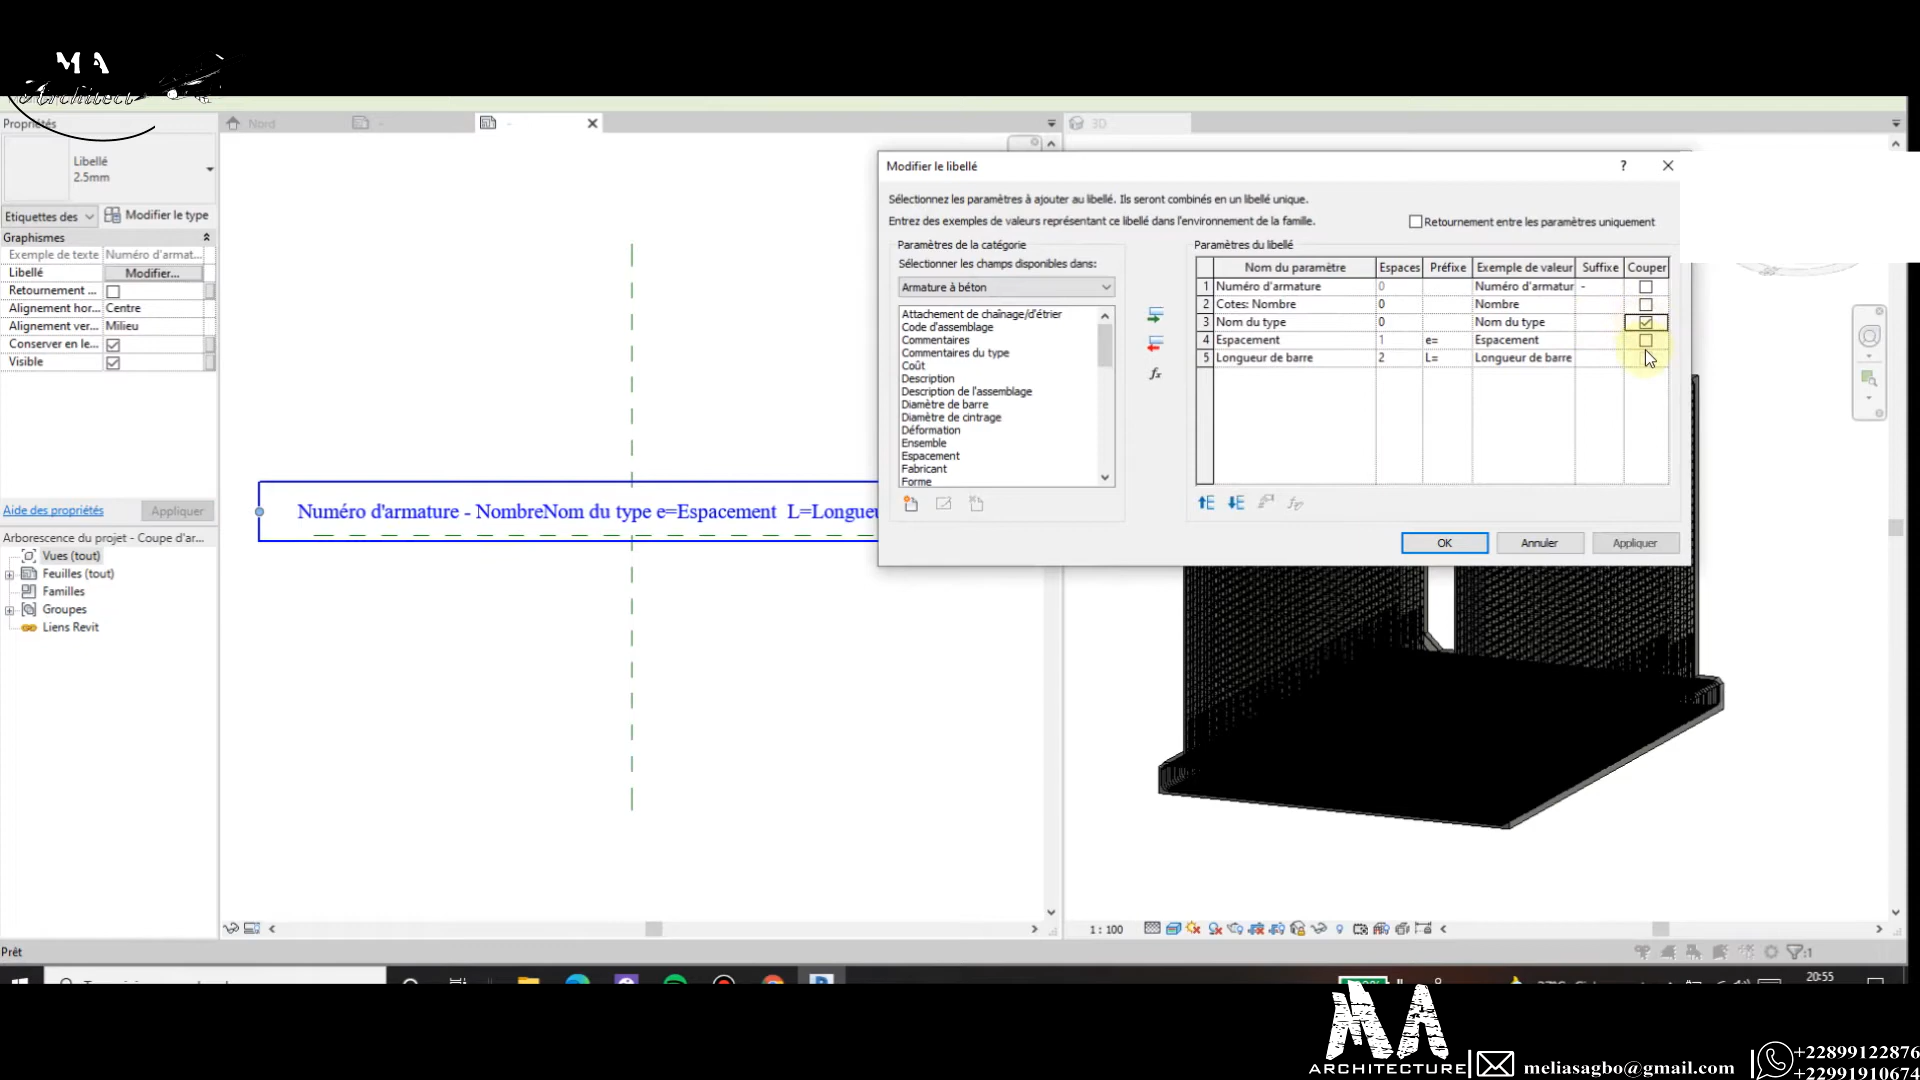 MA
Architect
Propriétés
Libellé
2.5mm
Etiquettes des
Modifier le type
Graphismes
Exemple de texte
Numéro d'armat...
Libellé
Modifier...
Retournement ...
Alignement hor...
Centre
Alignement ver...
Milieu
Conserver en le...
Visible
Aide des propriétés
Appliquer
Arborescence du projet - Coupe d'ar...
Vues (tout)
Feuilles (tout)
Familles
Groupes
Liens Revit
Prêt
Nord
-
-
3D
Numéro d'armature - NombreNom du type e=Espacement L=Longueu
Modifier le libellé
?
Sélectionnez les paramètres à ajouter au libellé. Ils seront combinés en un libellé unique.
Entrez des exemples de valeurs représentant ce libellé dans l'environnement de la famille.
Retournement entre les paramètres uniquement
Paramètres de la catégorie
Sélectionner les champs disponibles dans:
Armature à béton
Attachement de chaînage/d'étrier
Code d'assemblage
Commentaires
Commentaires du type
Coût
Description
Description de l'assemblage
Diamètre de barre
Diamètre de cintrage
Déformation
Ensemble
Espacement
Fabricant
Forme
fx
Paramètres du libellé
Nom du paramètre Espaces Préfixe Exemple de valeur Suffixe Couper
1 Numéro d'armature 0 Numéro d'armatur -
2 Cotes: Nombre 0 Nombre
3 Nom du type 0 Nom du type
4 Espacement 1 e= Espacement
5 Longueur de barre 2 L= Longueur de barre
OK
Annuler
Appliquer
1 : 100
:1
20:55
MA
ARCHITECTURE
meliasagbo@gmail.com
+22899122876
+22991910674